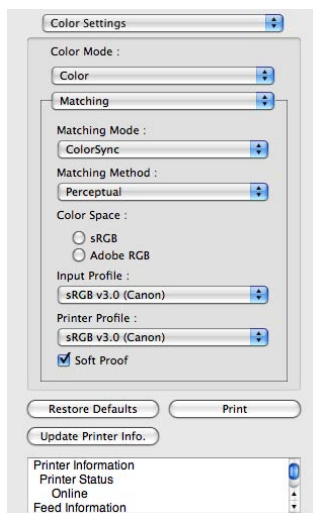 Color Settings
Color Mode :
Color
Matching
Matching Mode :
ColorSync
Matching Method :
Perceptual
Color Space :
sRGB
Adobe RGB
Input Profile :
sRGB v3.0 (Canon)
Printer Profile :
sRGB v3.0 (Canon)
Soft Proof
Restore Defaults Print
Update Printer Info.
Printer Information
Printer Status
Online
Feed Information